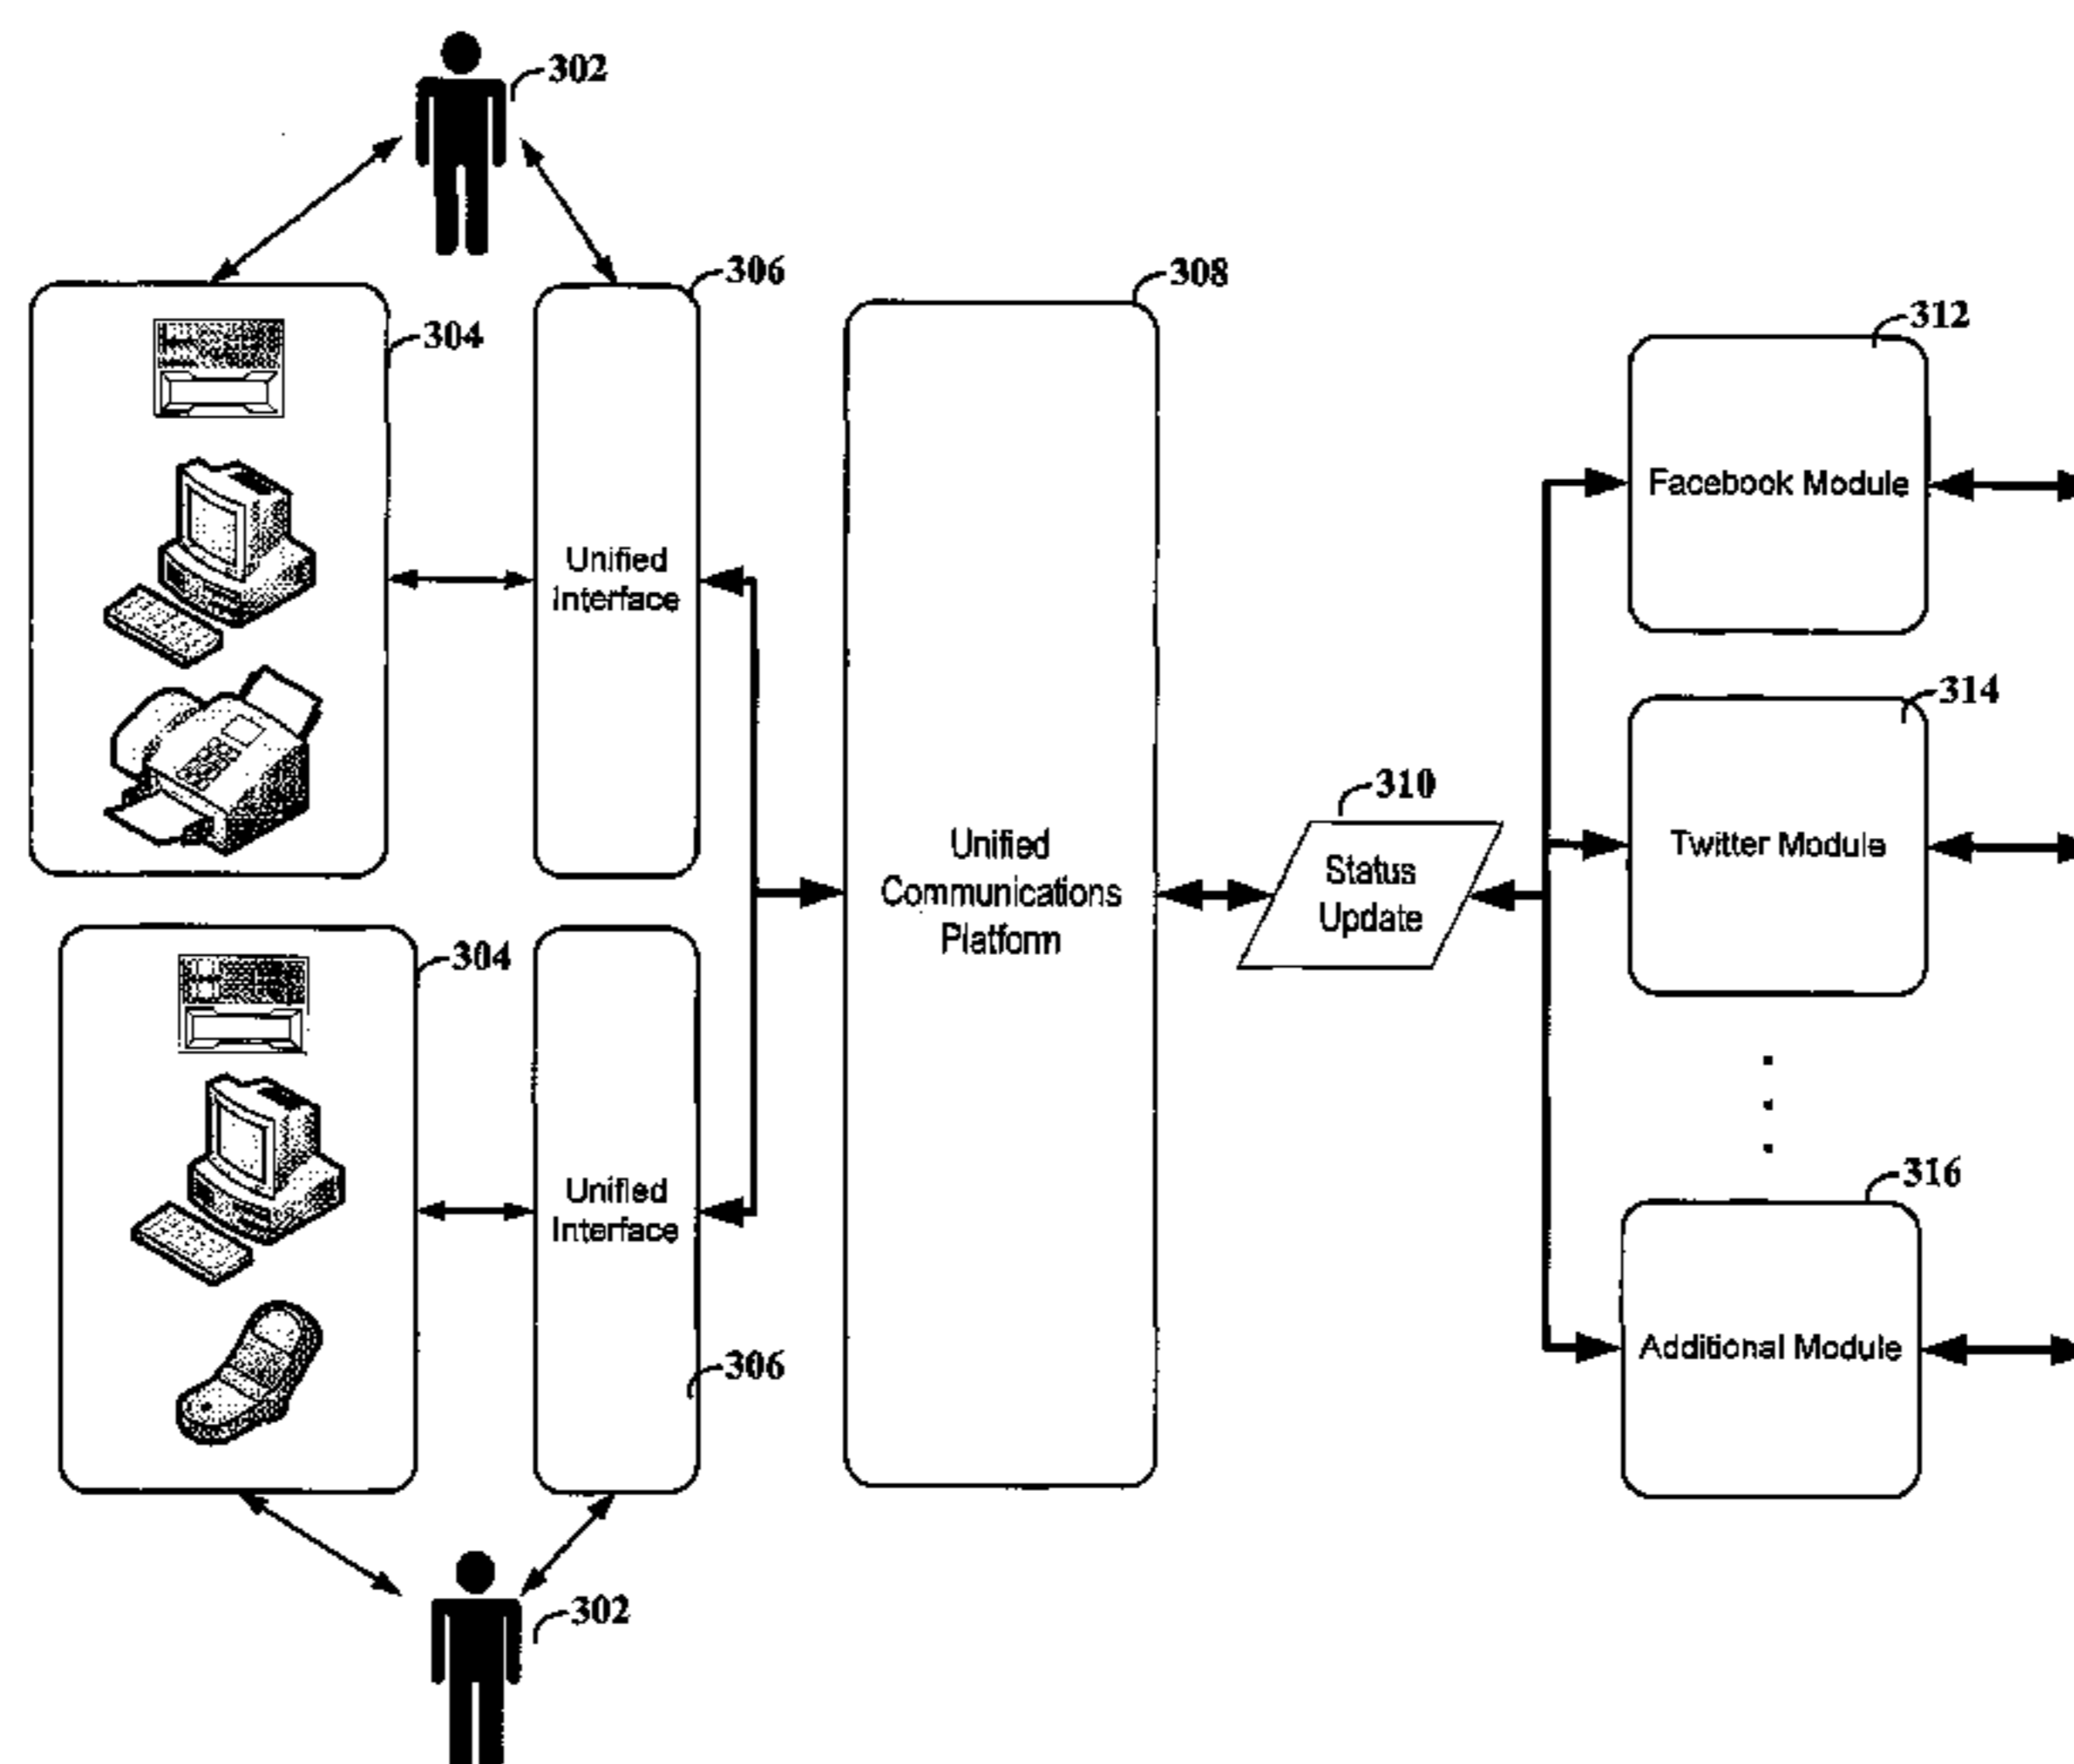 302
306
308
304
312
Facebook Module
Unified
Interface
314
310
Status
Update
Twitter Module
Unified
Communications
Platform
304
316
Unified
Interface
Additional Module
306
302